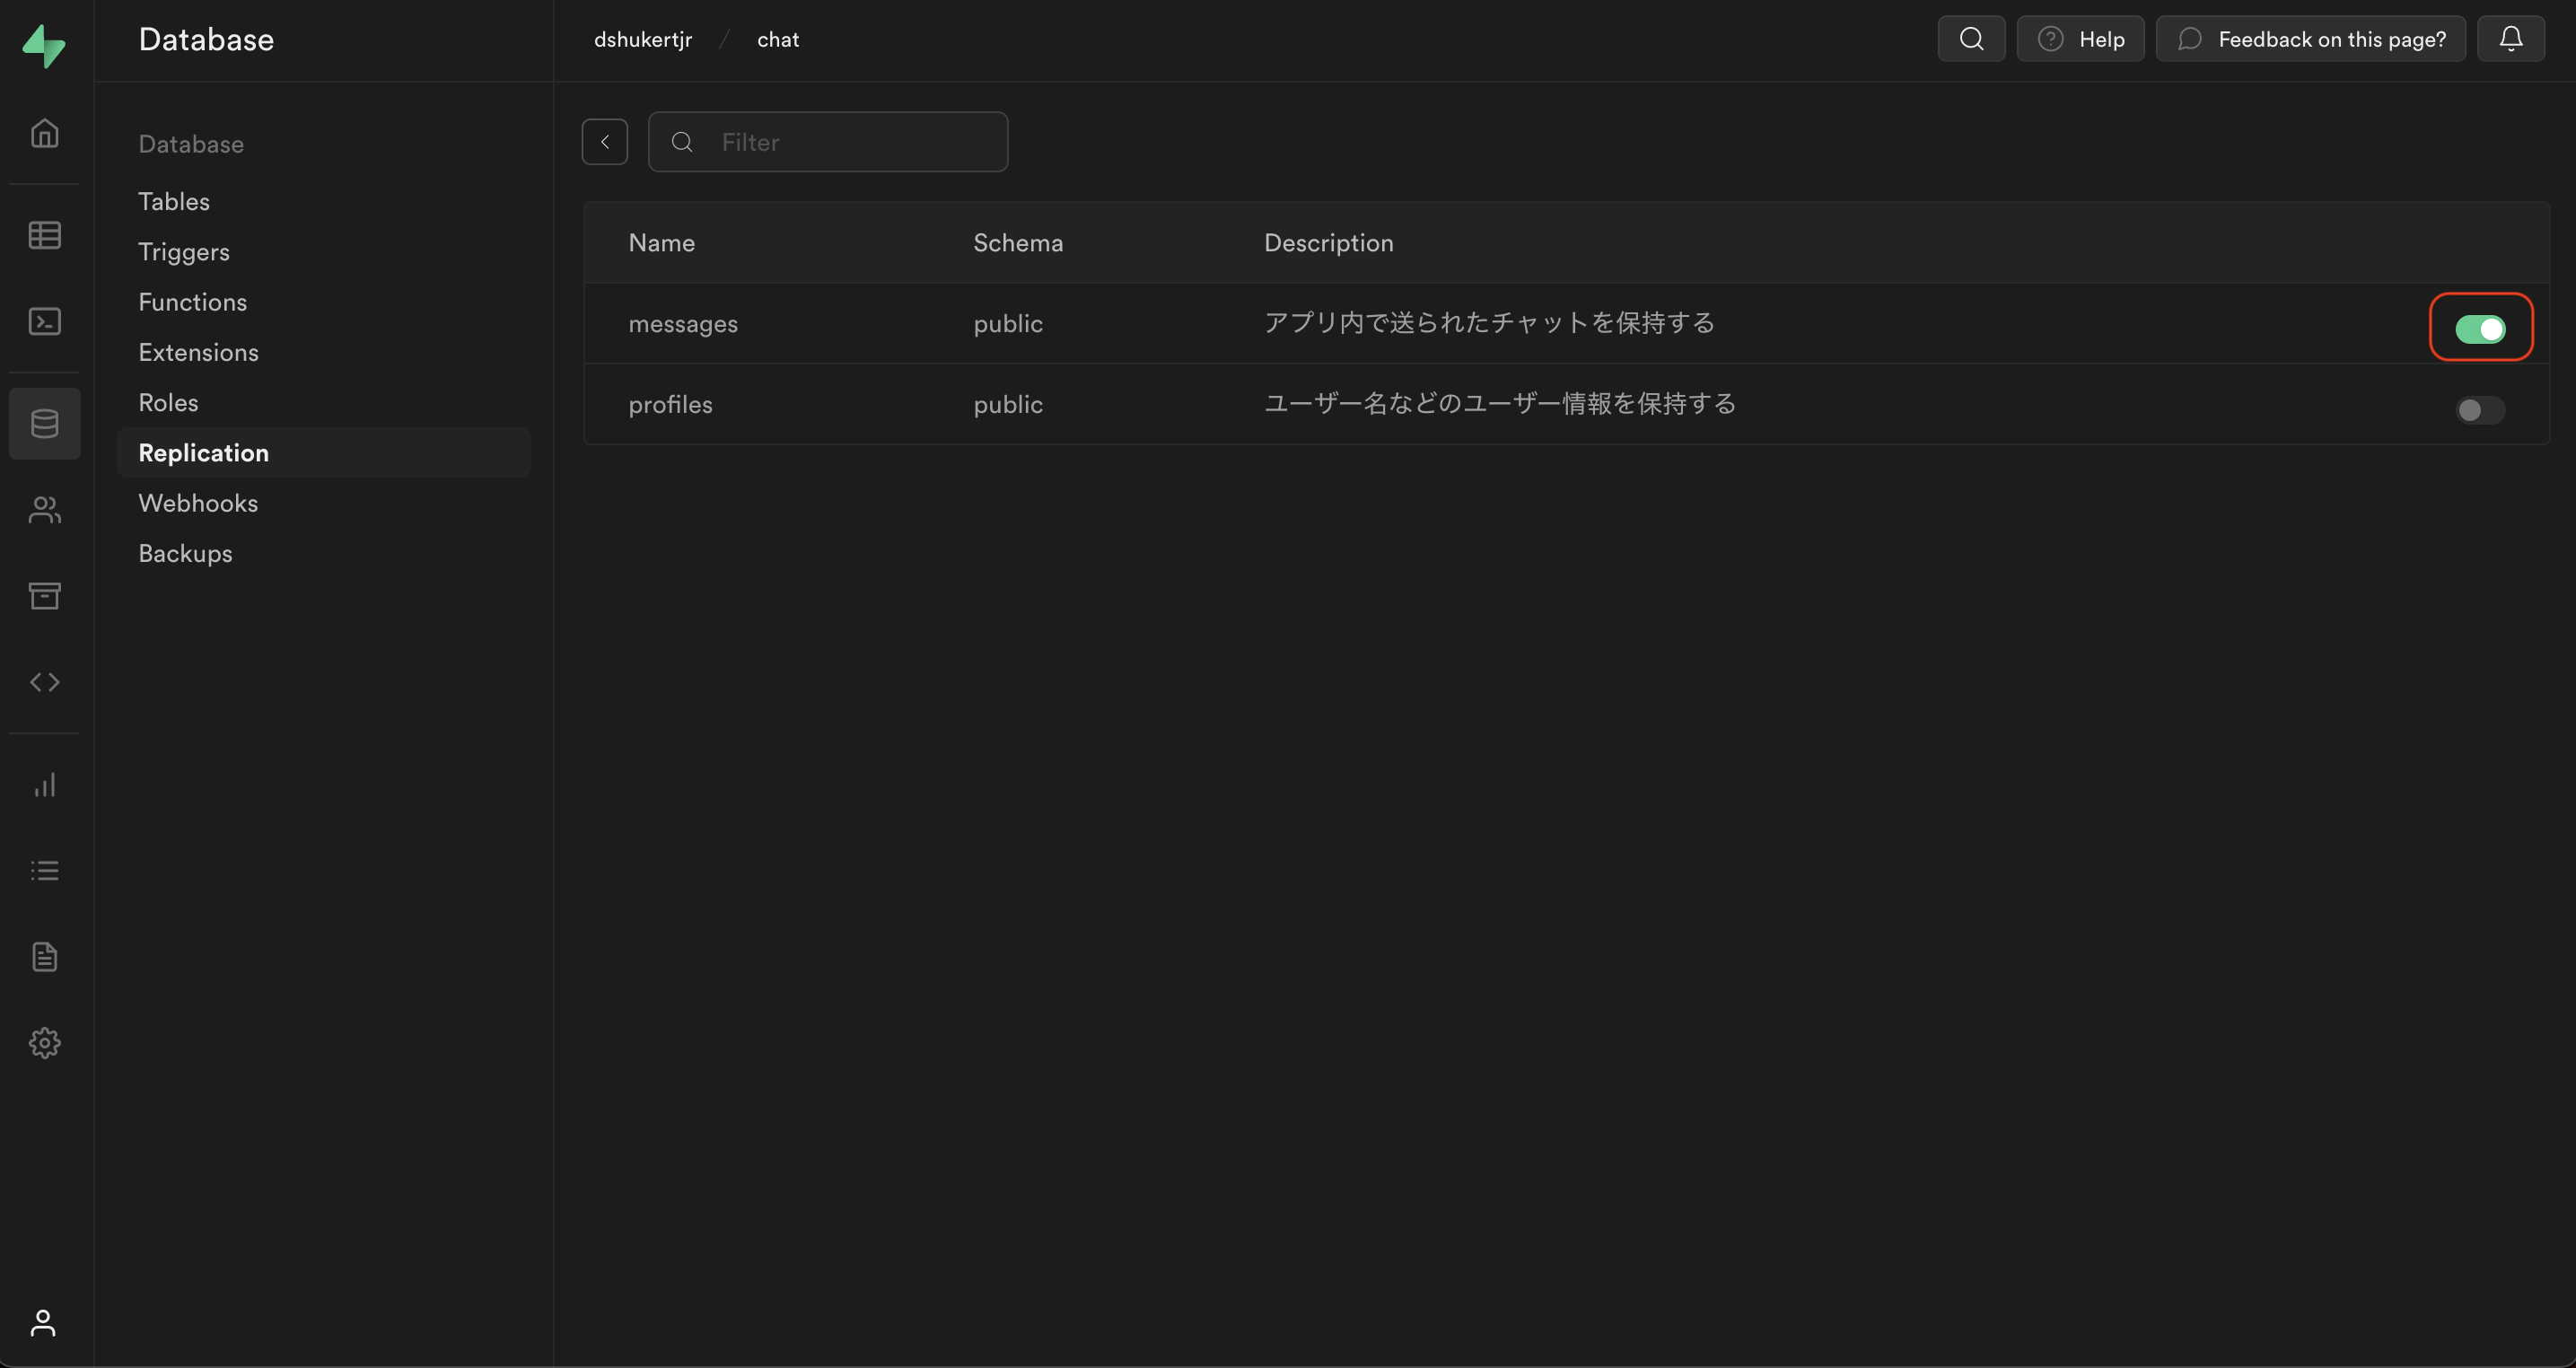 Database
dshukertjr / chat
Help
Feedback on this page?
Database
Tables
Triggers
Functions
Extensions
Roles
Replication
Webhooks
Backups
Filter
Name Schema Description
messages public アプリ内で送られたチャットを保持する
profiles public ユーザー名などのユーザー情報を保持する